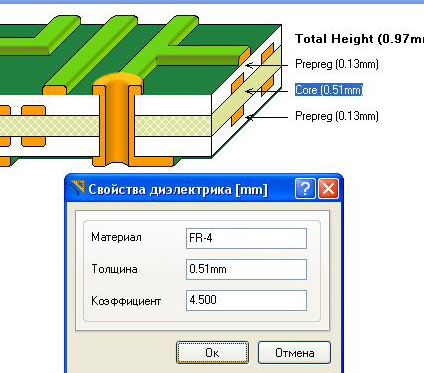 Total Height (0.97m
Prepreg (0.13mm)
Core (0.51mm)
Prepreg (0.13mm)
Свойства диэлектрика [mm]
Материал
FR-4
Толщина
0.51mm
Коэффициент
4.500
Ок
Отмена